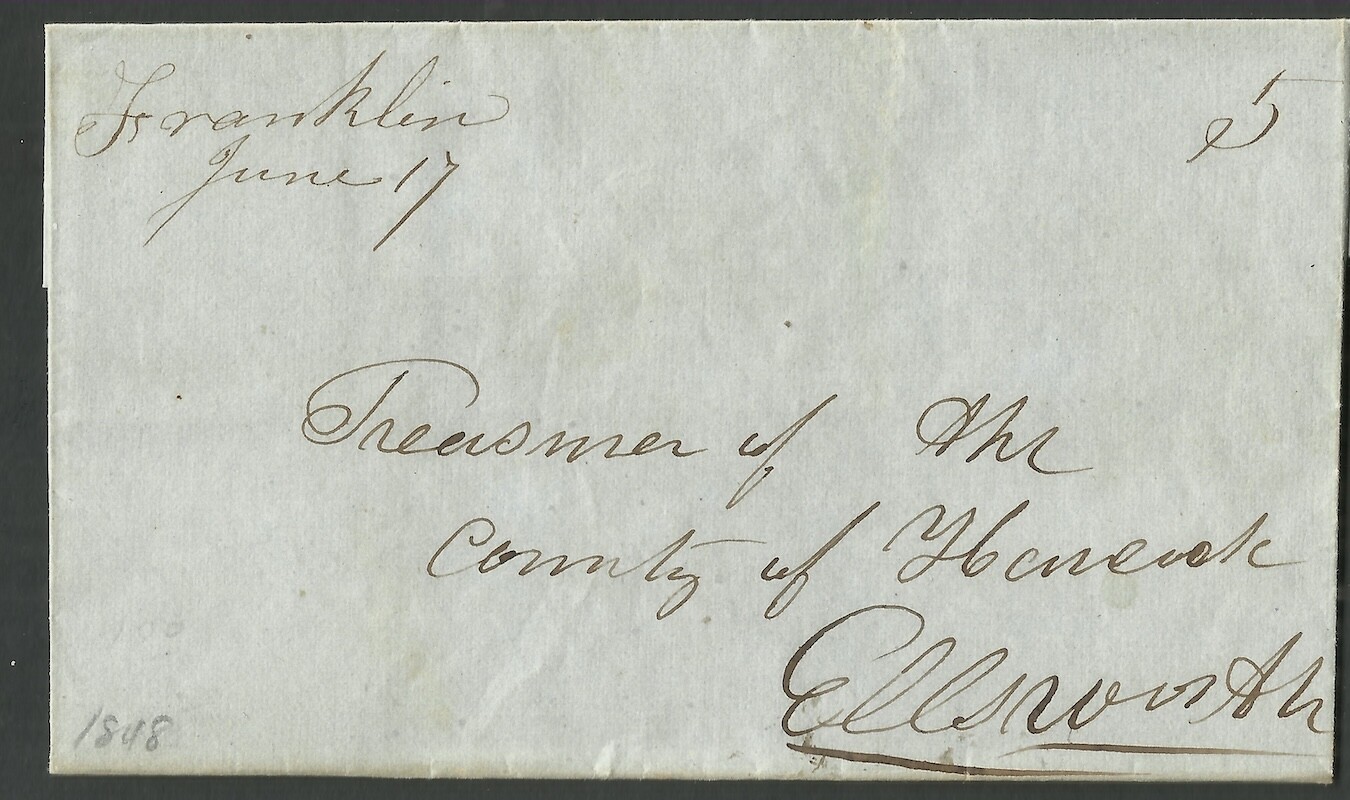 Franklin
June 17
5
Treasurer of the
County of Hancock
Ellsworth
1848